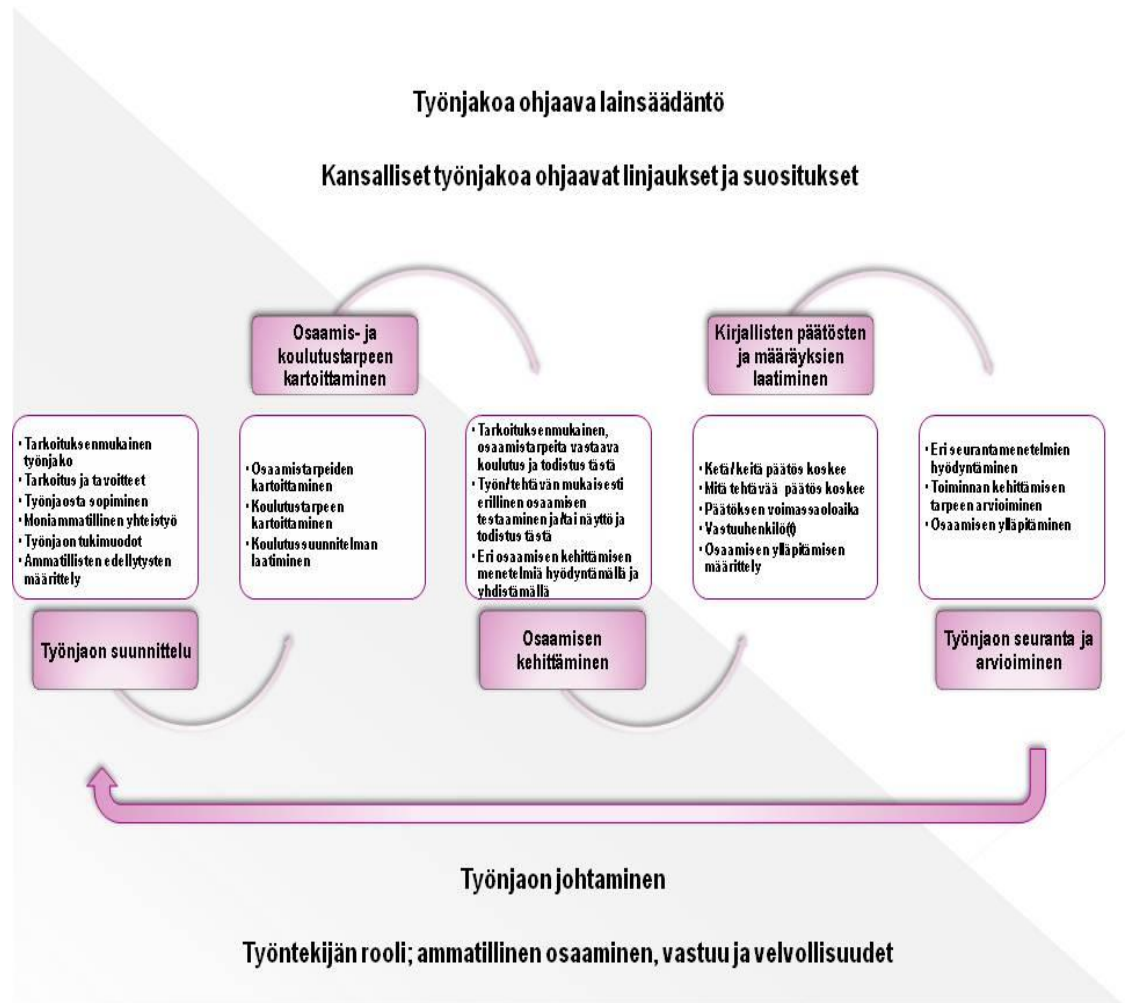 Työnjakoa ohjaava lainsäädäntö
Kansalliset työnjakoa ohjaavat linjaukset ja suositukset
• Tarkoituksenmukainen
työnjako
• Tarkoitus ja tavoitteet
• Työnjaosta sopiminen
• Moniammatillinen yhteistyö
• Työnjaon tukimuodot
• Ammatillisten edellytysten
määrittely
Työnjaon suunnittelu
Osaamis- ja
koulutustarpeen
kartoittaminen
• Osaamistarpeiden
kartoittaminen
• Koulutustarpeen
kartoittaminen
• Koulutussuunnitelman
laatiminen
• Tarkoituksenmukainen,
osaamistarpeita vastaava
koulutus ja todistus tästä
• Työn/tehtävän mukaisesti
erillinen osaamisen
testaaminen ja/tai näyttö ja
todistus tästä
• Eri osaamisen kehittämisen
menetelmiä hyödyntämällä ja
yhdistämällä
Osaamisen
kehittäminen
Kirjallisten päätösten
ja määräyksien
laatiminen
• Ketä/keitä päätös koskee
• Mitä tehtävää päätös koskee
• Päätöksen voimassaoloaika
• Vastuuhenkilö(t)
• Osaamisen ylläpitämisen
määrittely
• Eri seurantamenetelmien
hyödyntäminen
• Toiminnan kehittämisen
tarpeen arvioiminen
• Osaamisen ylläpitäminen
Työnjaon seuranta ja
arvioiminen
Työnjaon johtaminen
Työntekijän rooli; ammatillinen osaaminen, vastuu ja velvollisuudet